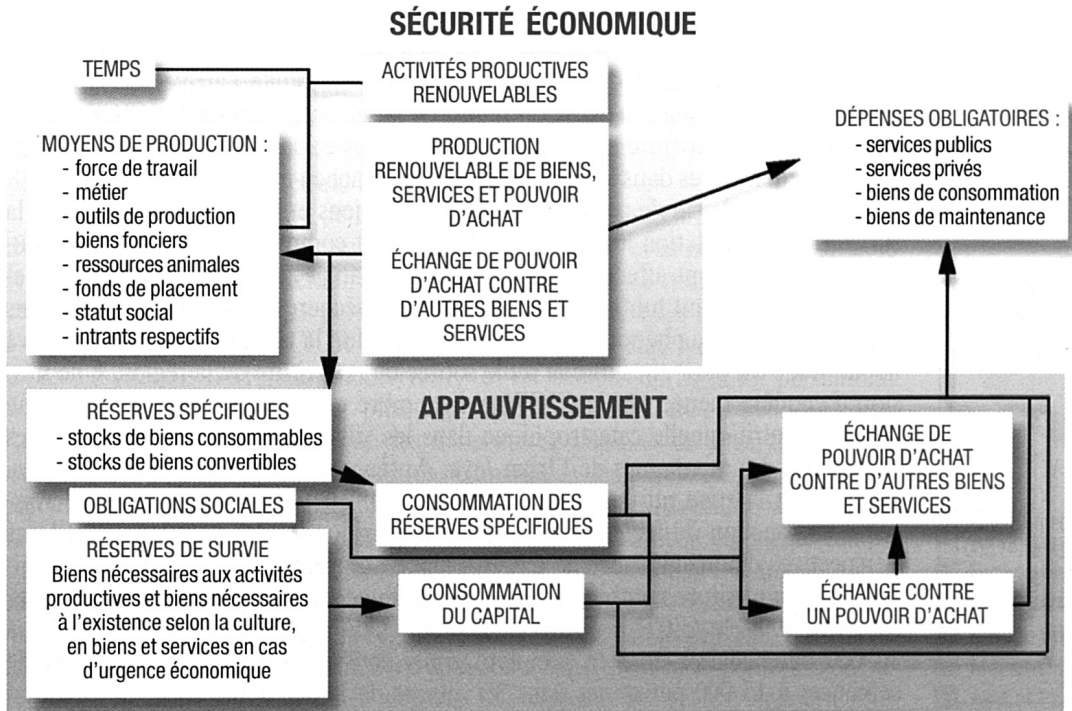 SÉCURITÉ ÉCONOMIQUE
TEMPS
ACTIVITÉS PRODUCTIVES
RENOUVELABLES
MOYENS DE PRODUCTION :
- force de travail
- métier
- outils de production
- biens fonciers
- ressources animales
- fonds de placement
- statut social
- intrants respectifs
PRODUCTION
RENOUVELABLE DE BIENS,
SERVICES ET POUVOIR
D'ACHAT
ÉCHANGE DE POUVOIR
D'ACHAT CONTRE
D'AUTRES BIENS ET
SERVICES
DÉPENSES OBLIGATOIRES :
- services publics
- services privés
- biens de consommation
- biens de maintenance
APPAUVRISSEMENT
RÉSERVES SPÉCIFIQUES
- stocks de biens consommables
- stocks de biens convertibles
OBLIGATIONS SOCIALES
RÉSERVES DE SURVIE
Biens nécessaires aux activités
productives et biens nécessaires
à l'existence selon la culture,
en biens et services en cas
d'urgence économique
CONSOMMATION DES
RÉSERVES SPÉCIFIQUES
CONSOMMATION
DU CAPITAL
ÉCHANGE DE
POUVOIR D'ACHAT
CONTRE D'AUTRES BIENS
ET SERVICES
ÉCHANGE CONTRE
UN POUVOIR D'ACHAT